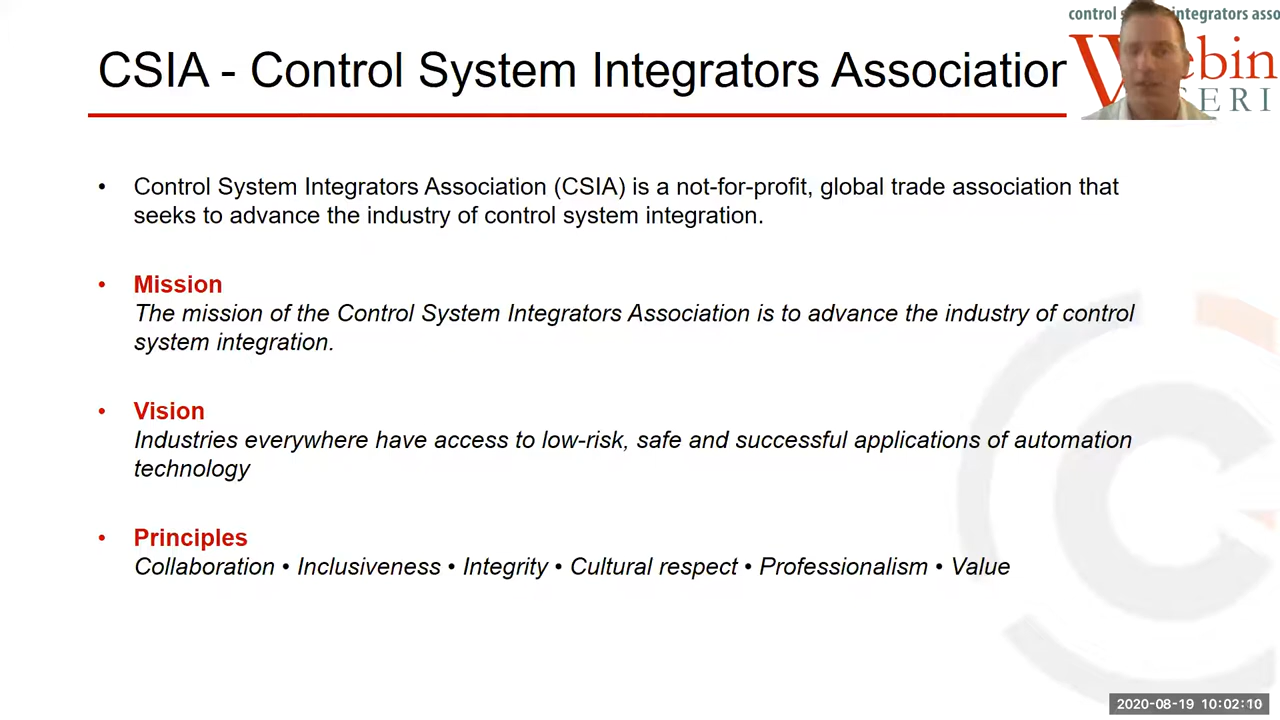 control s integrators asso
CSIA - Control System Integrators Association
W ebin
ERI
• Control System Integrators Association (CSIA) is a not-for-profit, global trade association that
seeks to advance the industry of control system integration.
• Mission
The mission of the Control System Integrators Association is to advance the industry of control
system integration.
• Vision
Industries everywhere have access to low-risk, safe and successful applications of automation
technology
• Principles
Collaboration • Inclusiveness • Integrity • Cultural respect • Professionalism • Value
2020-08-19 10:02:10